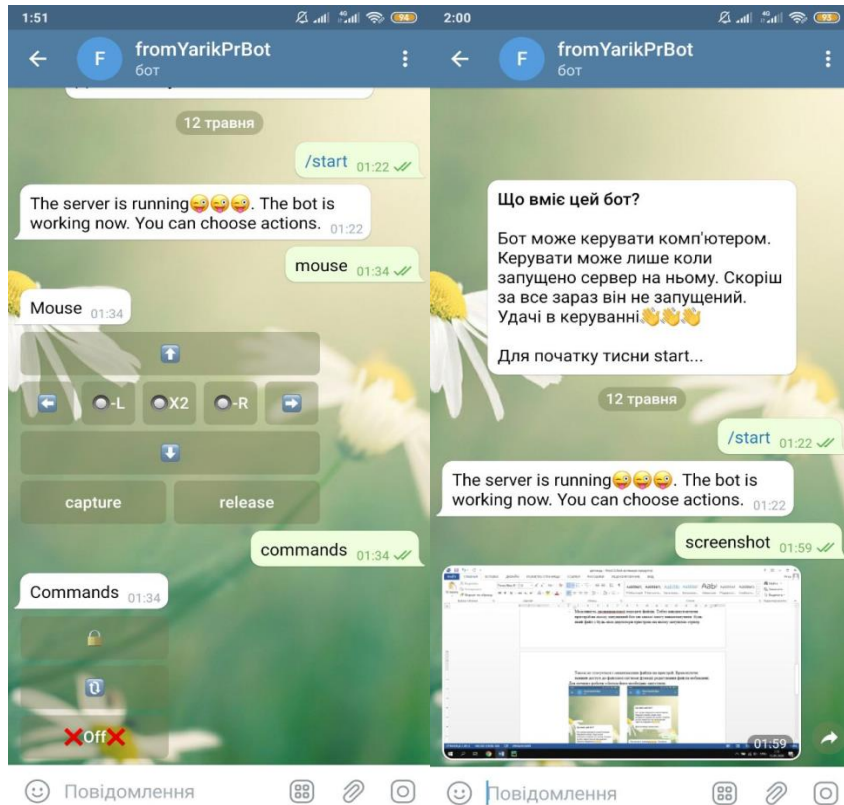 1:51
4G
94
F
fromYarikPrBot
бот
12 травня
/start 01:22
The server is running😜😜😜. The bot is
working now. You can choose actions. 01:22
mouse 01:34
Mouse 01:34
-L X2 -R
capture release
commands 01:34
Commands 01:34
❌Off❌
Повідомлення
2:00
4G
93
F
fromYarikPrBot
бот
Що вміє цей бот?
Бот може керувати комп'ютером.
Керувати може лише коли
запущено сервер на ньому. Скоріш
за все зараз він не запущений.
Удачі в керуванні👋👋👋
Для початку тисни start...
12 травня
/start 01:22
The server is running😜😜😜. The bot is
working now. You can choose actions. 01:22
screenshot 01:59
01:59
Повідомлення